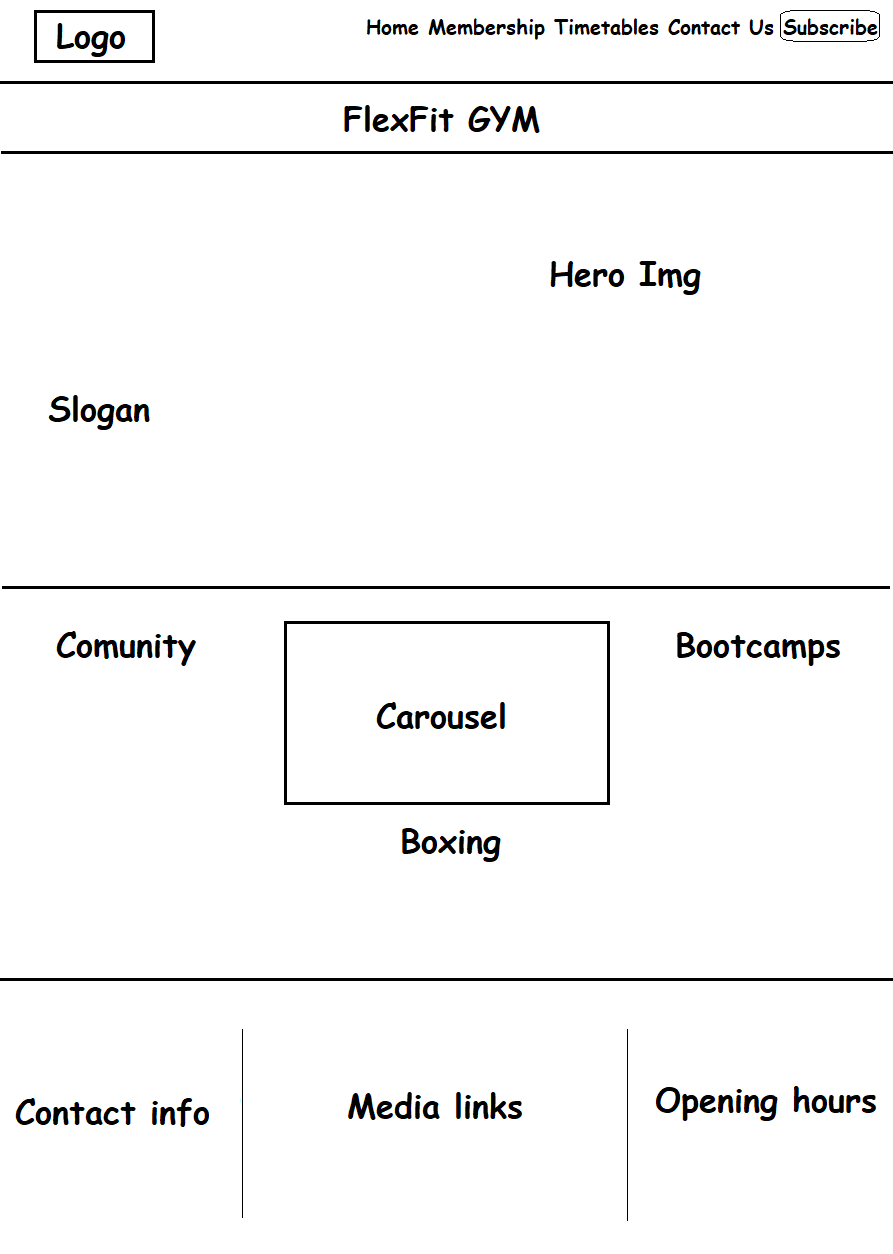 Logo
Home Membership Timetables Contact Us Subscribe
FlexFit GYM
Hero Img
Slogan
Comunity
Bootcamps
Carousel
Boxing
Contact info
Media links
Opening hours